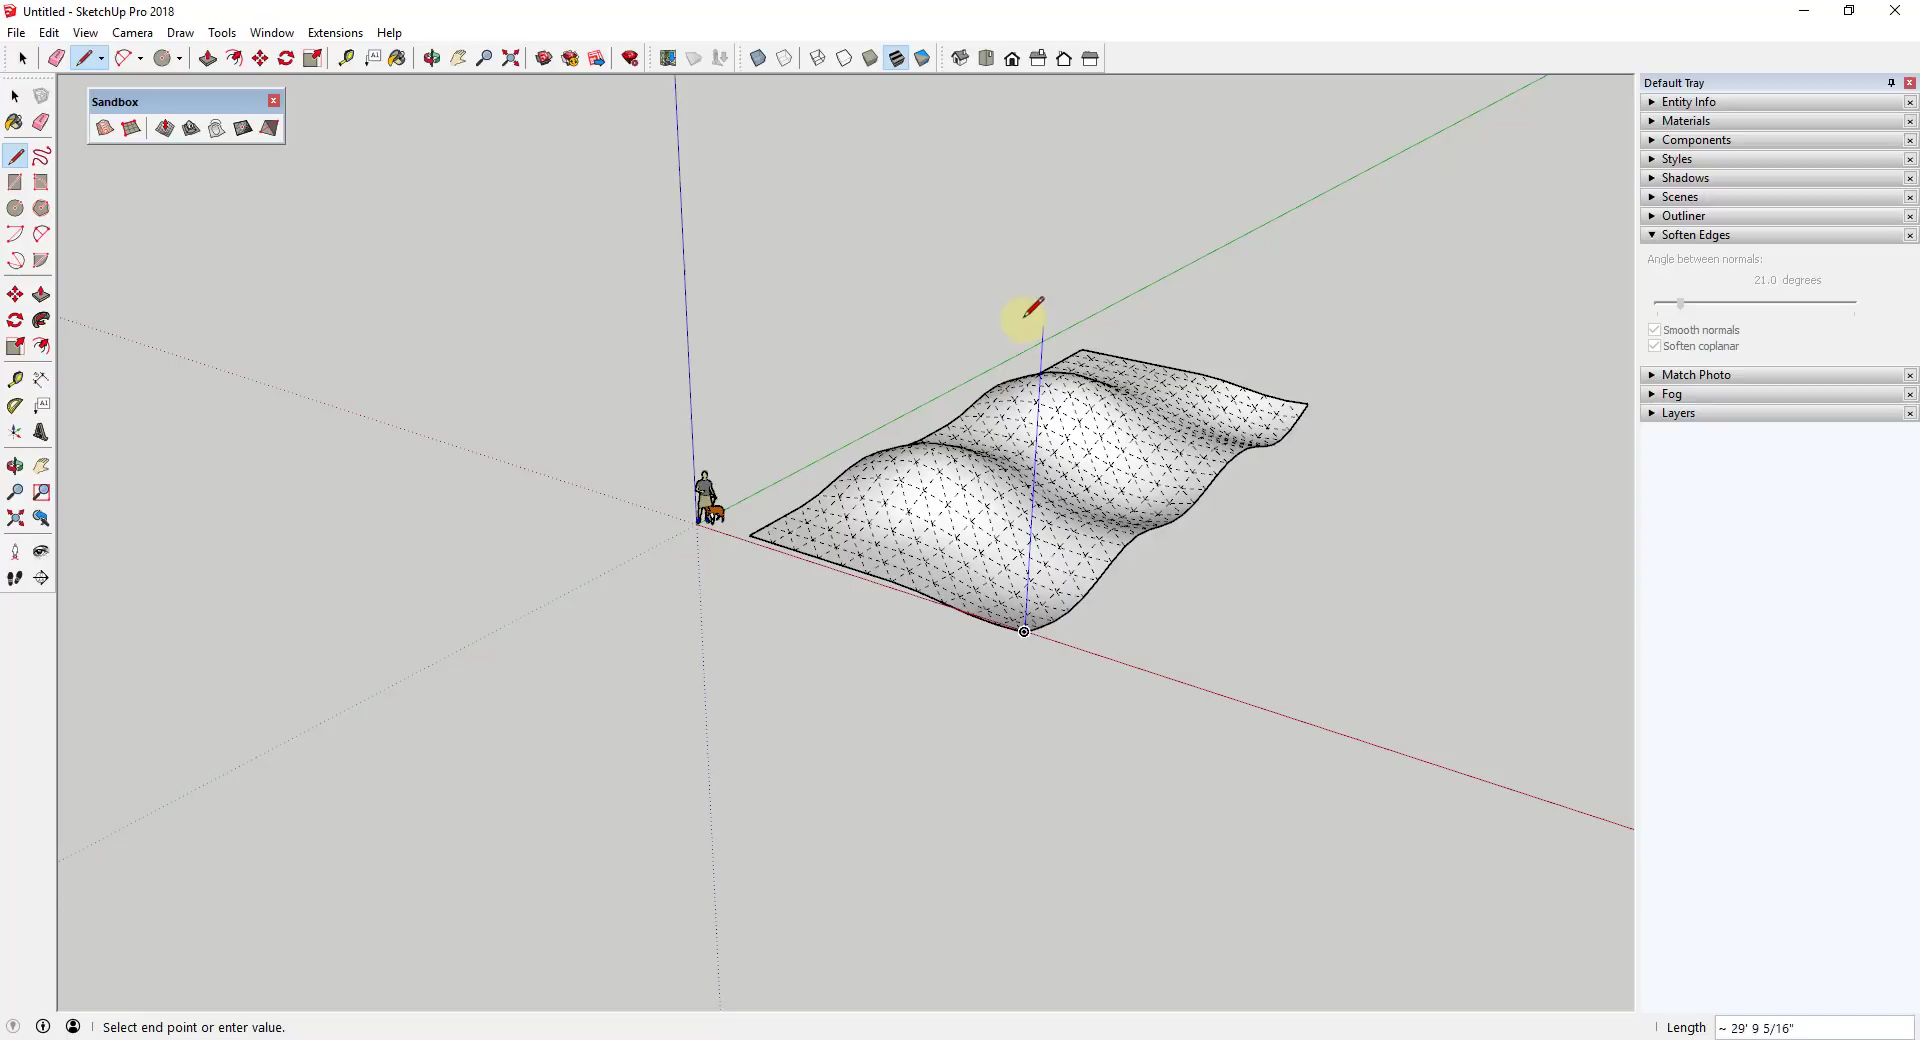 Untitled - SketchUp Pro 2018
File Edit View Camera Draw Tools Window Extensions Help
Sandbox
Default Tray
Entity Info
Materials
Components
Styles
Shadows
Scenes
Outliner
Soften Edges
Angle between normals:
21.0 degrees
Smooth normals
Soften coplanar
Match Photo
Fog
Layers
Select end point or enter value.
Length ~ 29' 9 5/16"